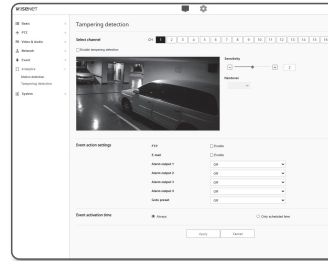 WISENET
Basic
PTZ
Video & Audio
Network
Event
Analytics
Motion detection
Tampering detection
System
Tampering detection
Select channel
CH 1 2 3 4 5 6 7 8 9 10 11 12 13 14 15 16
Enable tampering detection
Sensitivity
2
Event action settings
FTP
Enable
E-mail
Enable
Alarm output 1
Off
Alarm output 2
Off
Alarm output 3
Off
Alarm output 4
Off
Goto preset
Off
Event activation time
Always
Only scheduled time
Apply
Cancel